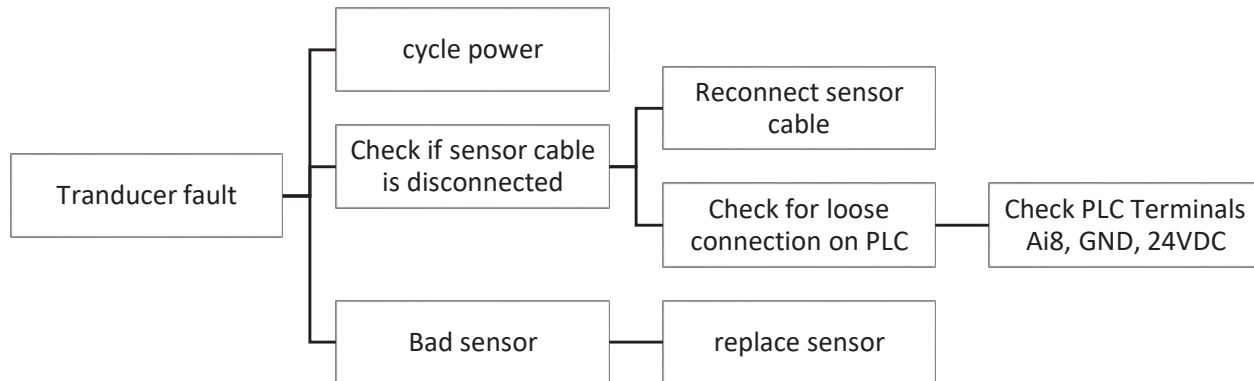 cycle power
Reconnect sensor
cable
Check if sensor cable
is disconnected
Tranducer fault
Check for loose
connection on PLC
Check PLC Terminals
Ai8, GND, 24VDC
Bad sensor
replace sensor